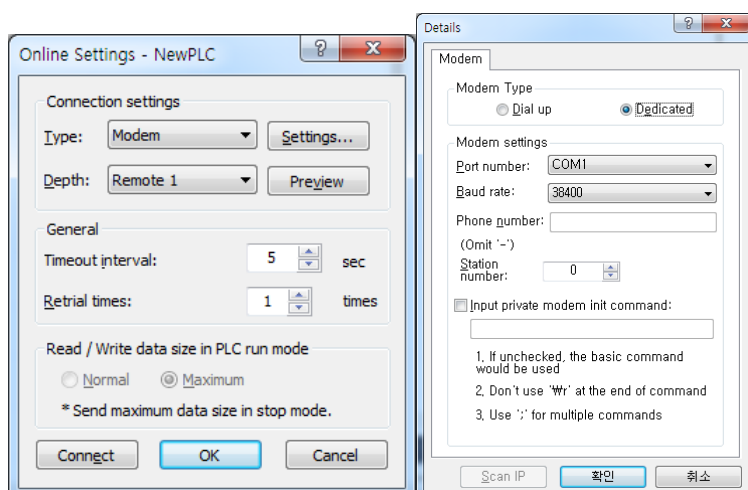 Online Settings - NewPLC
Connection settings
Type: Modem Settings...
Depth: Remote 1 Preview
General
Timeout interval: 5 sec
Retrial times: 1 times
Read / Write data size in PLC run mode
Normal Maximum
* Send maximum data size in stop mode.
Connect OK Cancel
Details
Modem
Modem Type
Dial up Dedicated
Modem settings
Port number: COM1
Baud rate: 38400
Phone number:
(Omit '-')
Station
number: 0
Input private modem init command:
1, If unchecked, the basic command
would be used
2, Don't use '₩r' at the end of command
3, Use ';' for multiple commands
Scan IP 확인 취소